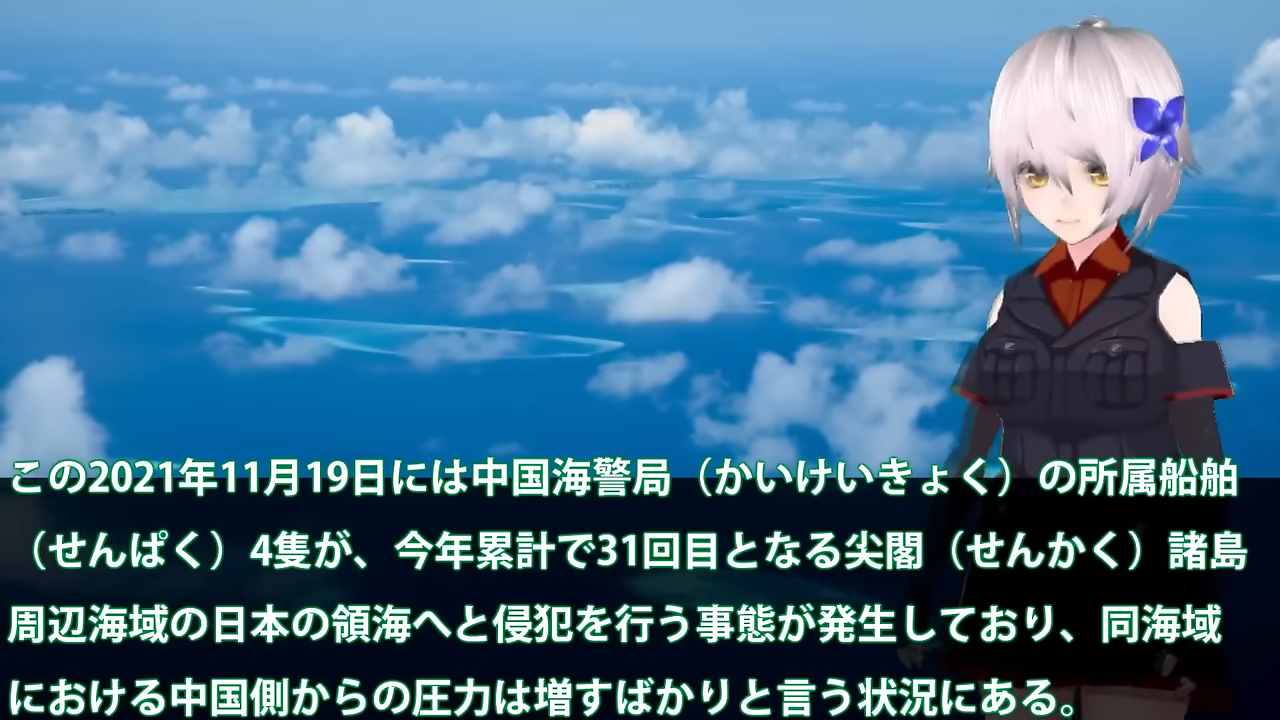 この2021年11月19日には中国海警局（かいけいきょく）の所属船舶
（せんぱく）4隻が、今年累計で31回目となる尖閣（せんかく）諸島
周辺海域の日本の領海へと侵犯を行う事態が発生しており、同海域
における中国側からの圧力は増すばかりと言う状況にある。